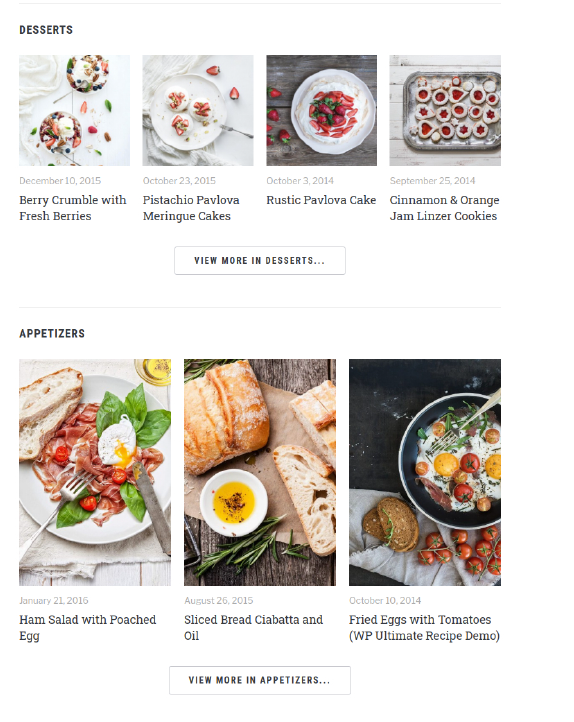 DESSERTS
December 10, 2015
Berry Crumble with
Fresh Berries
October 23, 2015
Pistachio Pavlova
Meringue Cakes
October 3, 2014
Rustic Pavlova Cake
September 25, 2014
Cinnamon & Orange
Jam Linzer Cookies
VIEW MORE IN DESSERTS...
APPETIZERS
January 21, 2016
Ham Salad with Poached
Egg
August 26, 2015
Sliced Bread Ciabatta and
Oil
October 10, 2014
Fried Eggs with Tomatoes
(WP Ultimate Recipe Demo)
VIEW MORE IN APPETIZERS...